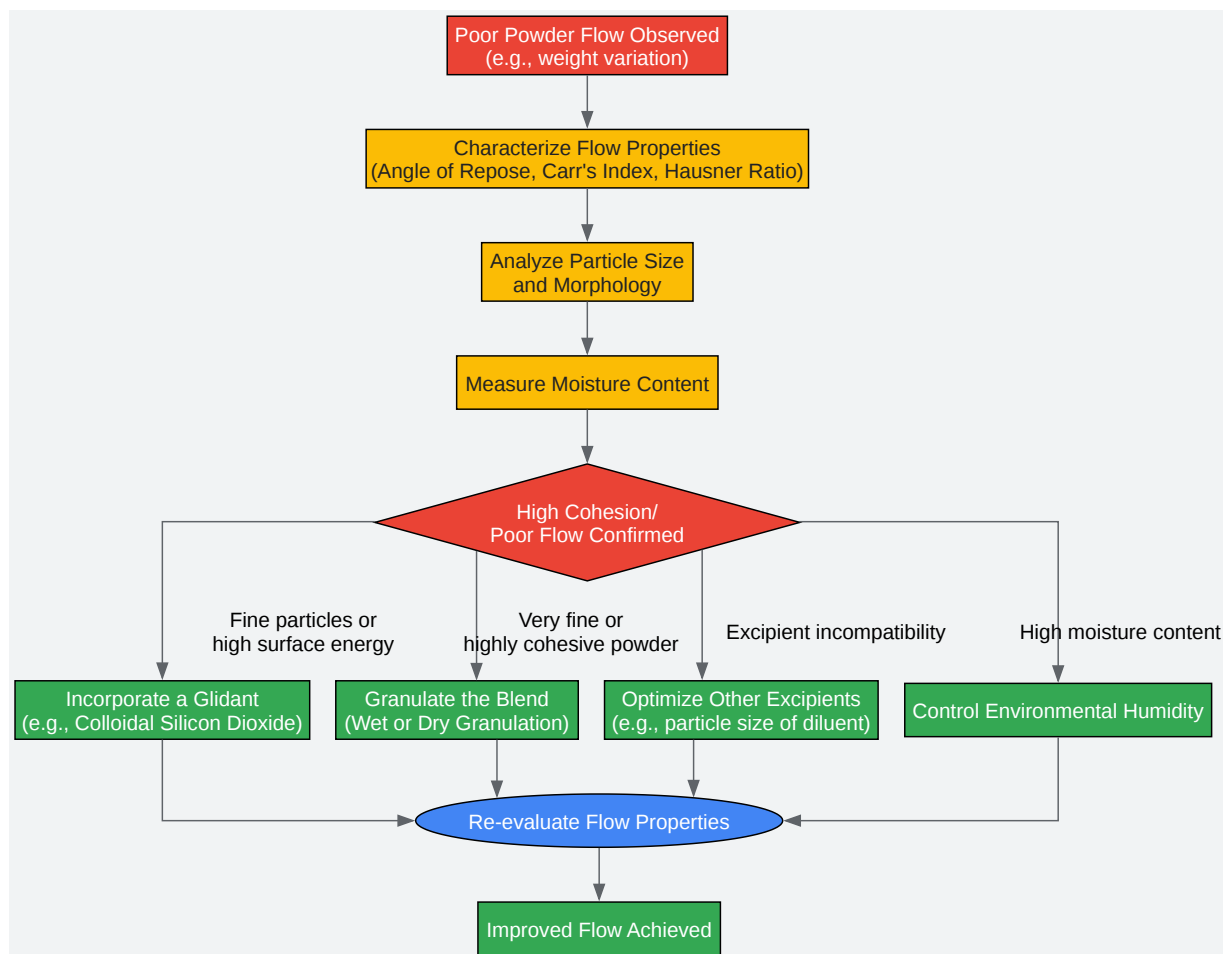 Poor Powder Flow Observed
(e.g., weight variation)
Characterize Flow Properties
(Angle of Repose, Carr's Index, Hausner Ratio)
Analyze Particle Size
and Morphology
Measure Moisture Content
High Cohesion/
Poor Flow Confirmed
Fine particles or
high surface energy
Very fine or
highly cohesive powder
Excipient incompatibility
High moisture content
Incorporate a Glidant
(e.g., Colloidal Silicon Dioxide)
Granulate the Blend
(Wet or Dry Granulation)
Optimize Other Excipients
(e.g., particle size of diluent)
Control Environmental Humidity
Re-evaluate Flow Properties
Improved Flow Achieved